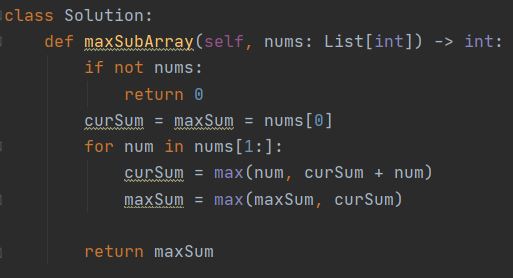 class Solution:
    def maxSubArray(self, nums: List[int]) -> int:
        if not nums:
            return 0
        curSum = maxSum = nums[0]
        for num in nums[1:]:
            curSum = max(num, curSum + num)
            maxSum = max(maxSum, curSum)

        return maxSum